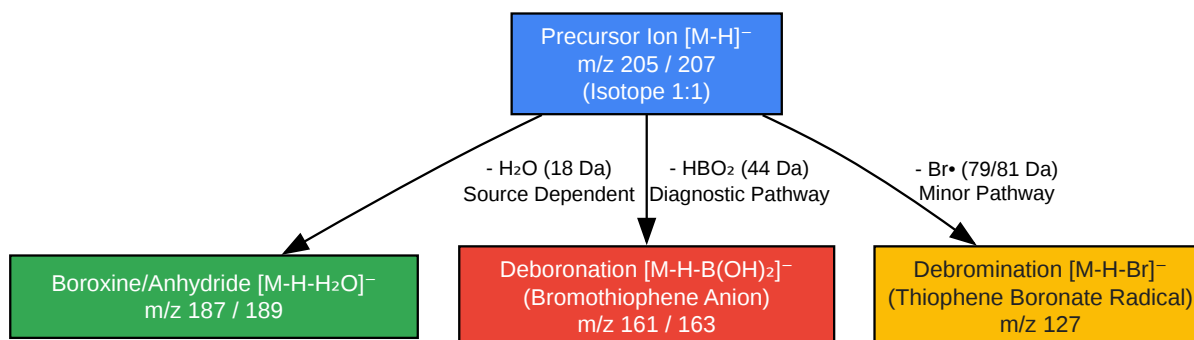 Precursor Ion [M-H]⁻
m/z 205 / 207
(Isotope 1:1)
- H₂O (18 Da)
Source Dependent
- HBO₂ (44 Da)
Diagnostic Pathway
- Br• (79/81 Da)
Minor Pathway
Boroxine/Anhydride [M-H-H₂O]⁻
m/z 187 / 189
Deboronation [M-H-B(OH)₂]⁻
(Bromothiophene Anion)
m/z 161 / 163
Debromination [M-H-Br]⁻
(Thiophene Boronate Radical)
m/z 127